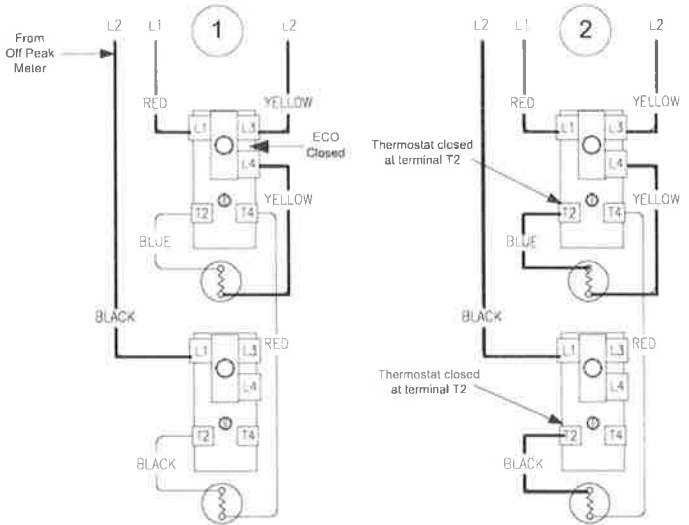 L2
L1
1
L2
From
Off Peak
Meter
RED
YELLOW
L1
L3
ECO
Closed
L4
T2
T4
YELLOW
BLUE
BLACK
RED
L1
L3
L4
T2
T4
BLACK
L2
L1
2
L2
RED
YELLOW
L1
L3
Thermostat closed
at terminal T2
L4
T2
T4
YELLOW
BLUE
BLACK
RED
L1
L3
Thermostat closed
at terminal T2
L4
T2
T4
BLACK